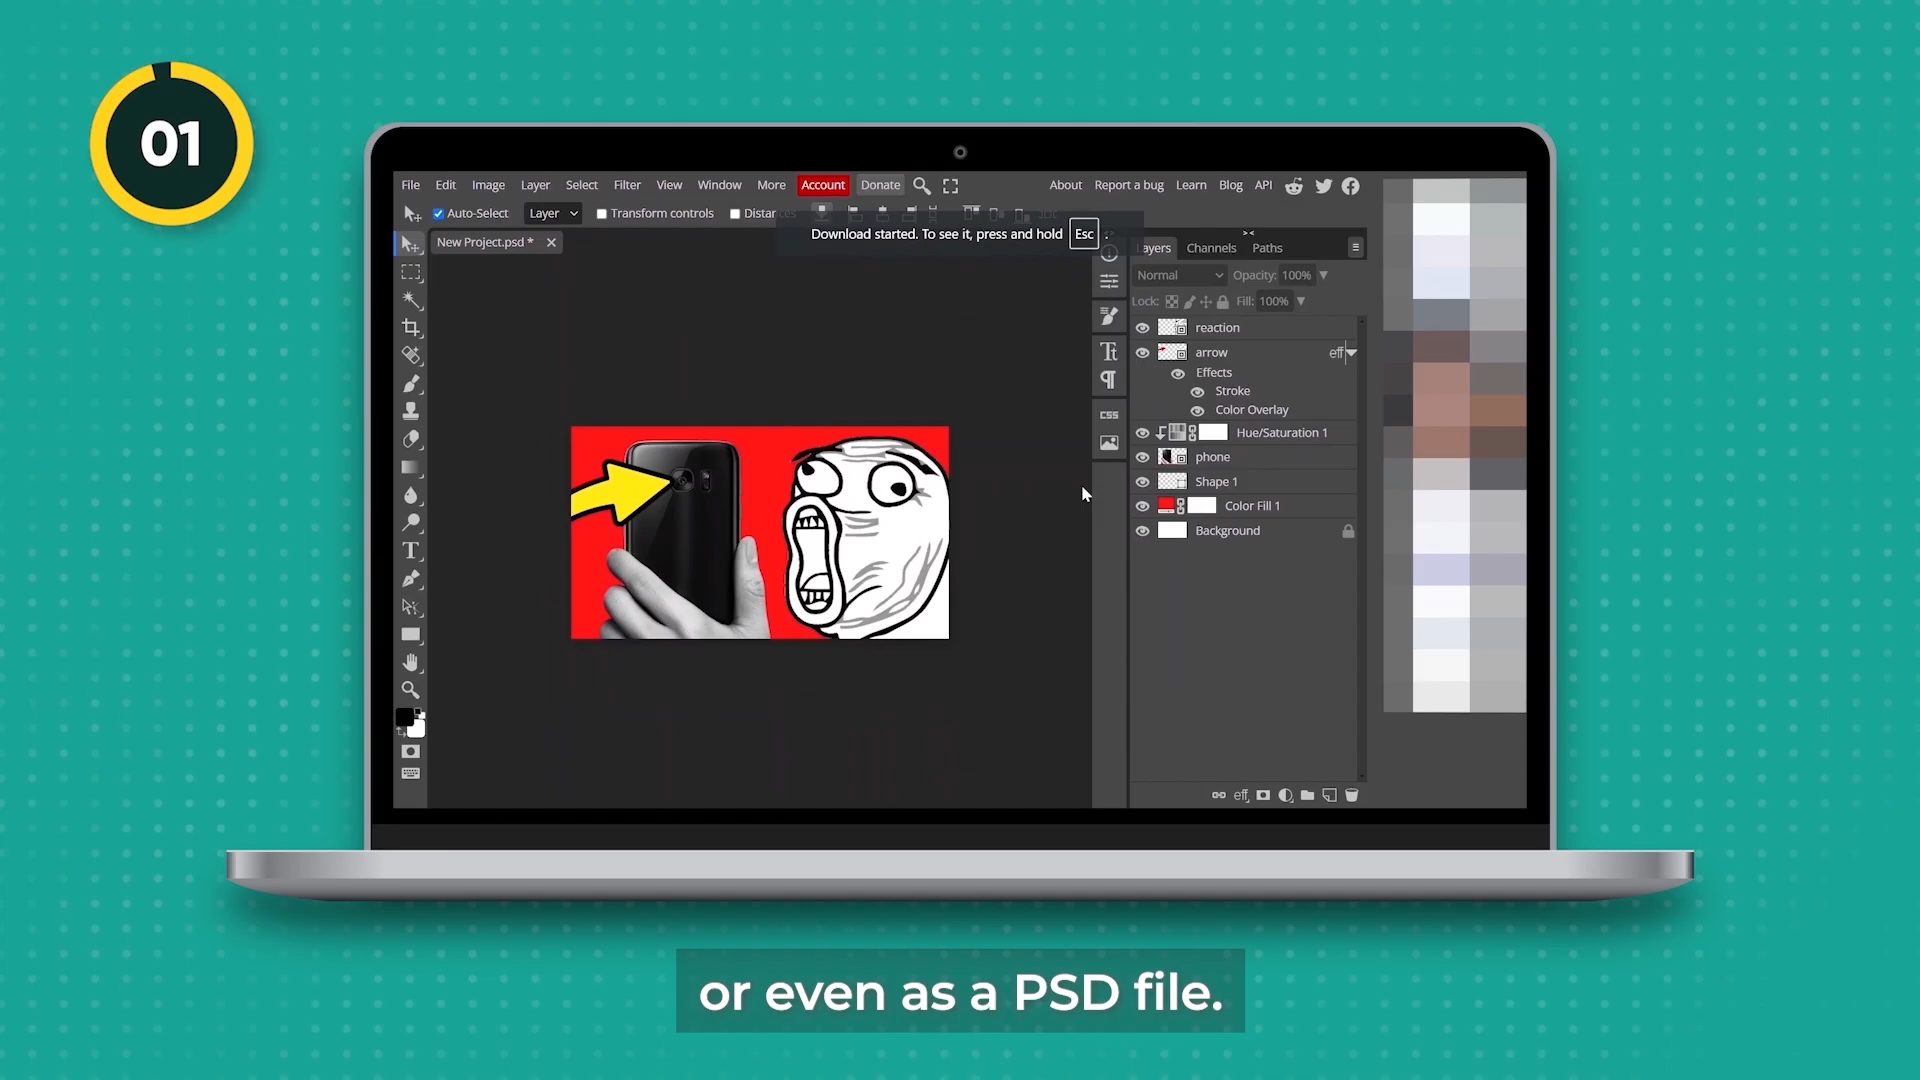 01
File Edit Image Layer Select Filter View Window More Account Donate About Report a bug Learn Blog API
Auto-Select Layer Transform controls
Download started. To see it, press and hold Esc
New Project.psd *
Layers Channels Paths
Normal Opacity: 100%
Lock: Fill: 100%
reaction
arrow eff
Effects
Stroke
Color Overlay
Hue/Saturation 1
phone
Shape 1
Color Fill 1
Background
Tt
CSS
T
eff
or even as a PSD file.